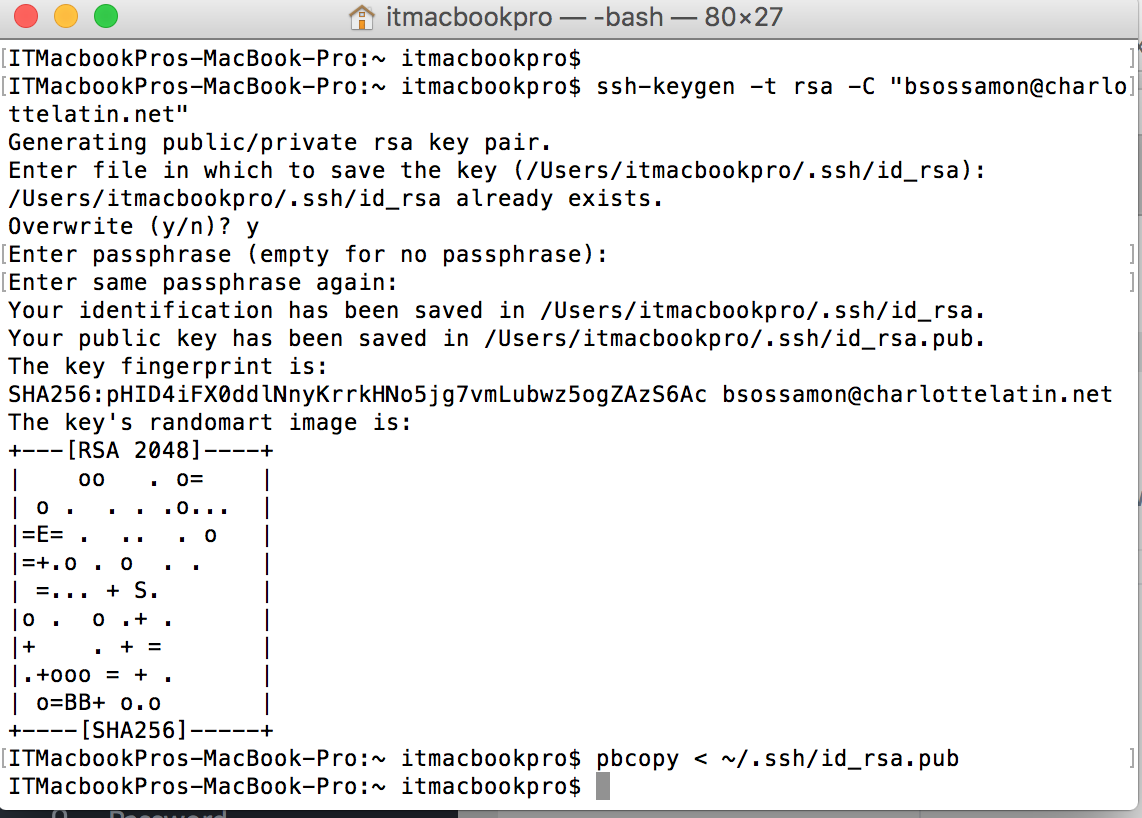 itmacbookpro — -bash — 80×27
ITMacbookPros-MacBook-Pro:~ itmacbookpro$
ITMacbookPros-MacBook-Pro:~ itmacbookpro$ ssh-keygen -t rsa -C "bsossamon@charlo
ttelatin.net"
Generating public/private rsa key pair.
Enter file in which to save the key (/Users/itmacbookpro/.ssh/id_rsa):
/Users/itmacbookpro/.ssh/id_rsa already exists.
Overwrite (y/n)? y
Enter passphrase (empty for no passphrase):
Enter same passphrase again:
Your identification has been saved in /Users/itmacbookpro/.ssh/id_rsa.
Your public key has been saved in /Users/itmacbookpro/.ssh/id_rsa.pub.
The key fingerprint is:
SHA256:pHID4iFX0ddlNnyKrrkHNo5jg7vmLubwz5ogZAzS6Ac bsossamon@charlottelatin.net
The key's randomart image is:
+---[RSA 2048]----+
|    oo   . o=    |
| o .  . . .o...  |
|=E= .  ..  . o   |
|=+.o . o  . .    |
| =... + S.       |
|o .  o .+ .      |
|+    . + =       |
|.+ooo = + .      |
| o=BB+ o.o       |
+----[SHA256]-----+
ITMacbookPros-MacBook-Pro:~ itmacbookpro$ pbcopy < ~/.ssh/id_rsa.pub
ITMacbookPros-MacBook-Pro:~ itmacbookpro$
Password